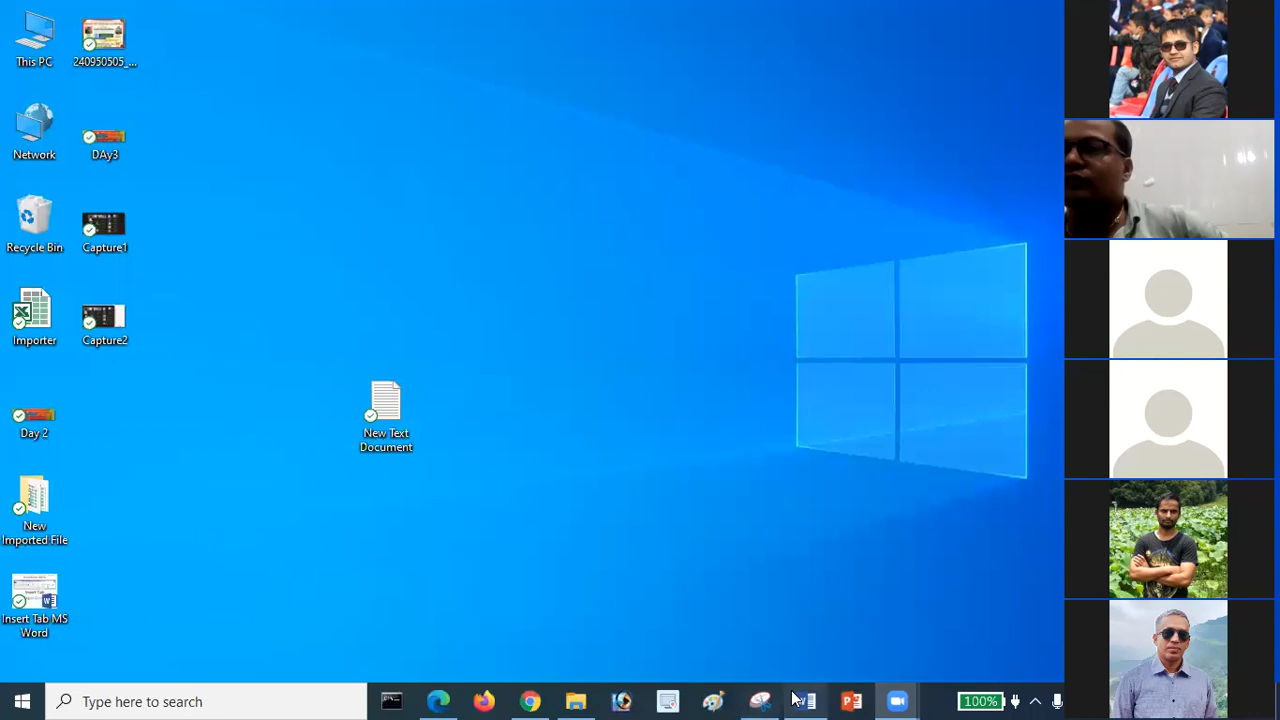 This PC
240950505_...
Network
DAy3
Recycle Bin
Capture1
Importer
Capture2
Day 2
New Text
Document
New
Imported File
Insert Tab MS
Word
Type here to search
100%